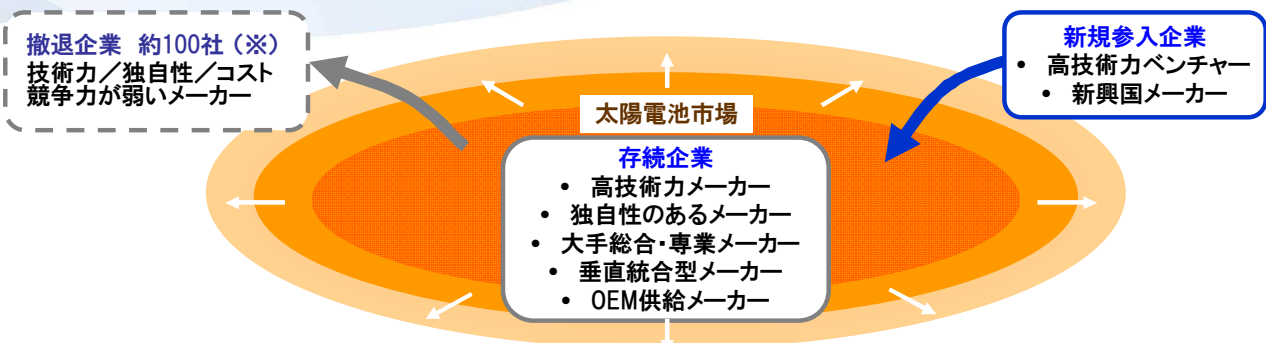 撤退企業 約100社(※)
技術力/独自性/コスト
競争力が弱いメーカー
新規参入企業
• 高技術力ベンチャー
• 新興国メーカー
太陽電池市場
存続企業
• 高技術力メーカー
• 独自性のあるメーカー
• 大手総合・専業メーカー
• 垂直統合型メーカー
• OEM供給メーカー